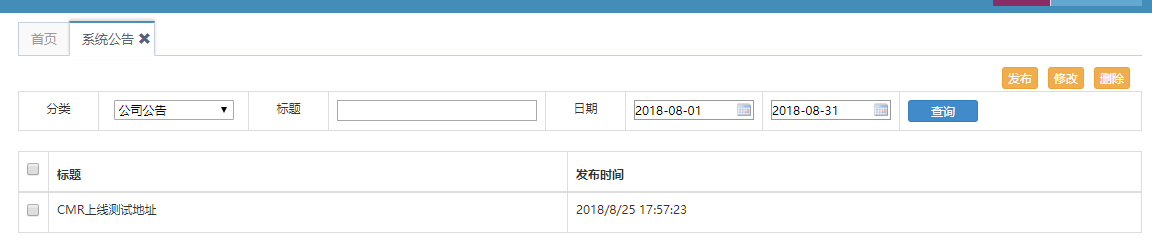 首页 系统公告
发布 修改 删除
分类 公司公告 标题 日期 2018-08-01 2018-08-31 查询
标题 发布时间
CMR上线测试地址 2018/8/25 17:57:23